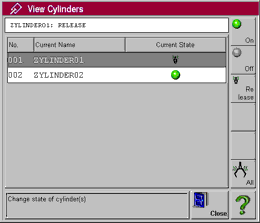 View Cylinders
ZYLINDER01: RELEASE
No. Current Name Current State
001 ZYLINDER01
002 ZYLINDER02
On
Off
Re
lease
All
Change state of cylinder(s)
Close